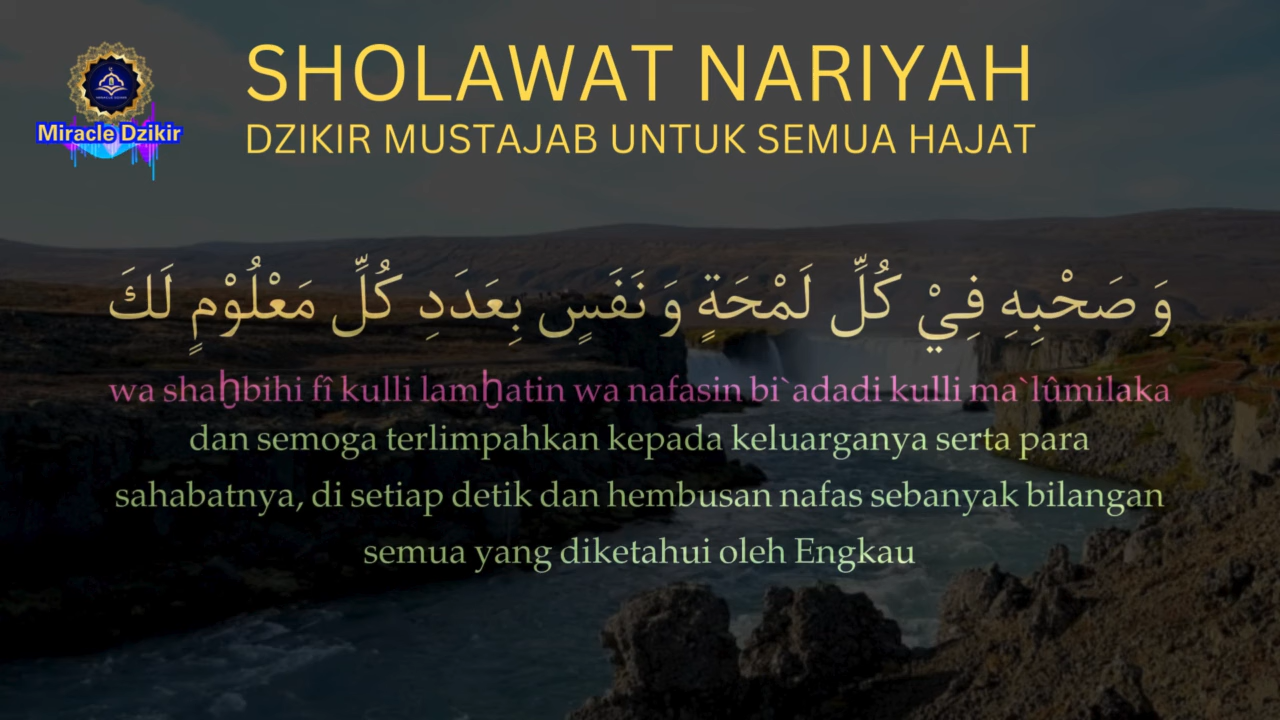 SHOLAWAT NARIYAH
DZIKIR MUSTAJAB UNTUK SEMUA HAJAT
Miracle Dzikir
وَ صَحْبِهِ فِيْ كُلِّ لَمْحَةٍ وَ نَفَسٍ بِعَدَدِ كُلِّ مَعْلُوْمٍ لَكَ
wa shaḫbihi fî kulli lamḫatin wa nafasin bi`adadi kulli ma`lûmilaka
dan semoga terlimpahkan kepada keluarganya serta para
sahabatnya, di setiap detik dan hembusan nafas sebanyak bilangan
semua yang diketahui oleh Engkau